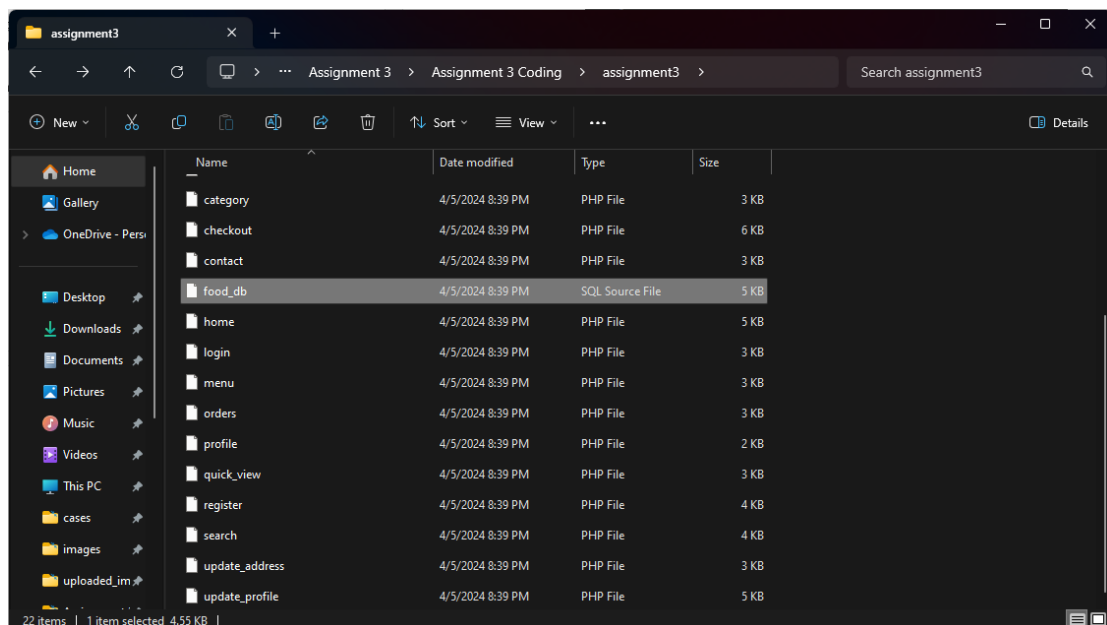 assignment3
Assignment 3 > Assignment 3 Coding > assignment3 >
Search assignment3
New
Sort
View
Details
Name Date modified Type Size
Home
Gallery
OneDrive - Pers
Desktop
Downloads
Documents
Pictures
Music
Videos
This PC
cases
images
uploaded_im
category 4/5/2024 8:39 PM PHP File 3 KB
checkout 4/5/2024 8:39 PM PHP File 6 KB
contact 4/5/2024 8:39 PM PHP File 3 KB
food_db 4/5/2024 8:39 PM SQL Source File 5 KB
home 4/5/2024 8:39 PM PHP File 5 KB
login 4/5/2024 8:39 PM PHP File 3 KB
menu 4/5/2024 8:39 PM PHP File 3 KB
orders 4/5/2024 8:39 PM PHP File 3 KB
profile 4/5/2024 8:39 PM PHP File 2 KB
quick_view 4/5/2024 8:39 PM PHP File 3 KB
register 4/5/2024 8:39 PM PHP File 4 KB
search 4/5/2024 8:39 PM PHP File 4 KB
update_address 4/5/2024 8:39 PM PHP File 3 KB
update_profile 4/5/2024 8:39 PM PHP File 5 KB
22 items | 1 item selected 4.55 KB |